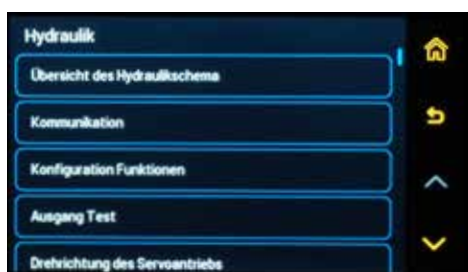 Hydraulik
Übersicht des Hydraulikschema
Kommunikation
Konfiguration Funktionen
Ausgang Test
Drehrichtung des Servoantriebs